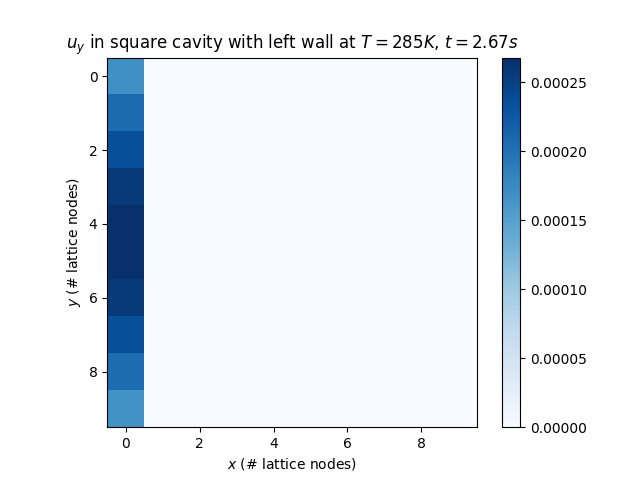 u_y in square cavity with left wall at T = 285K, t = 2.67s
0
2
4
6
8
y (# lattice nodes)
0 2 4 6 8
x (# lattice nodes)
0.00025
0.00020
0.00015
0.00010
0.00005
0.00000